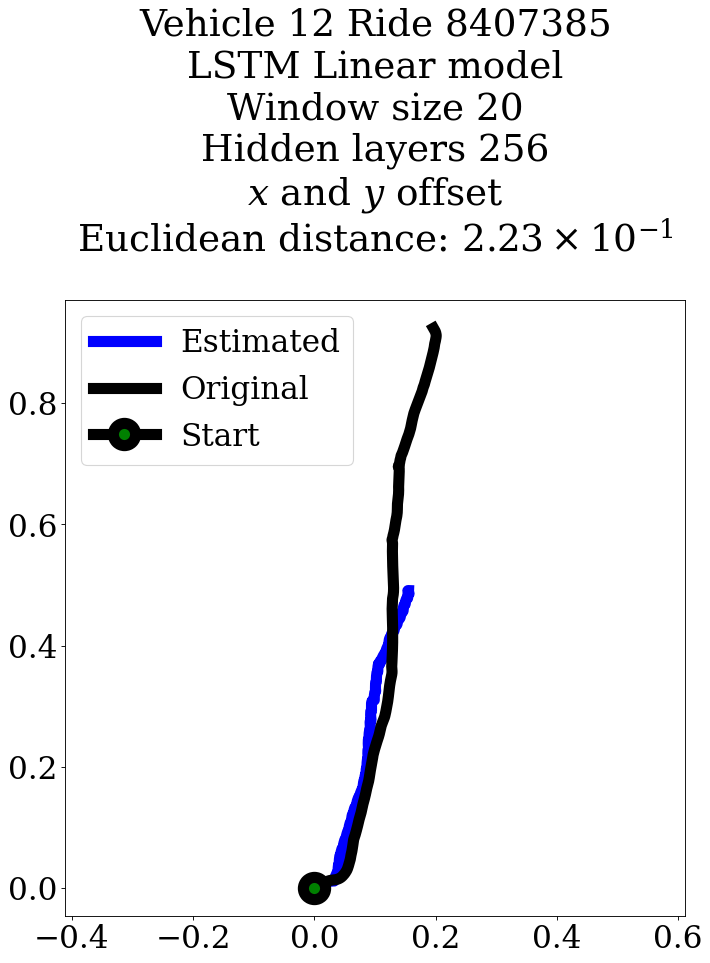 Vehicle 12 Ride 8407385
LSTM Linear model
Window size 20
Hidden layers 256
x and y offset
Euclidean distance: 2.23 × 10⁻¹
Estimated
Original
Start
0.8
0.6
0.4
0.2
0.0
−0.4 −0.2 0.0 0.2 0.4 0.6